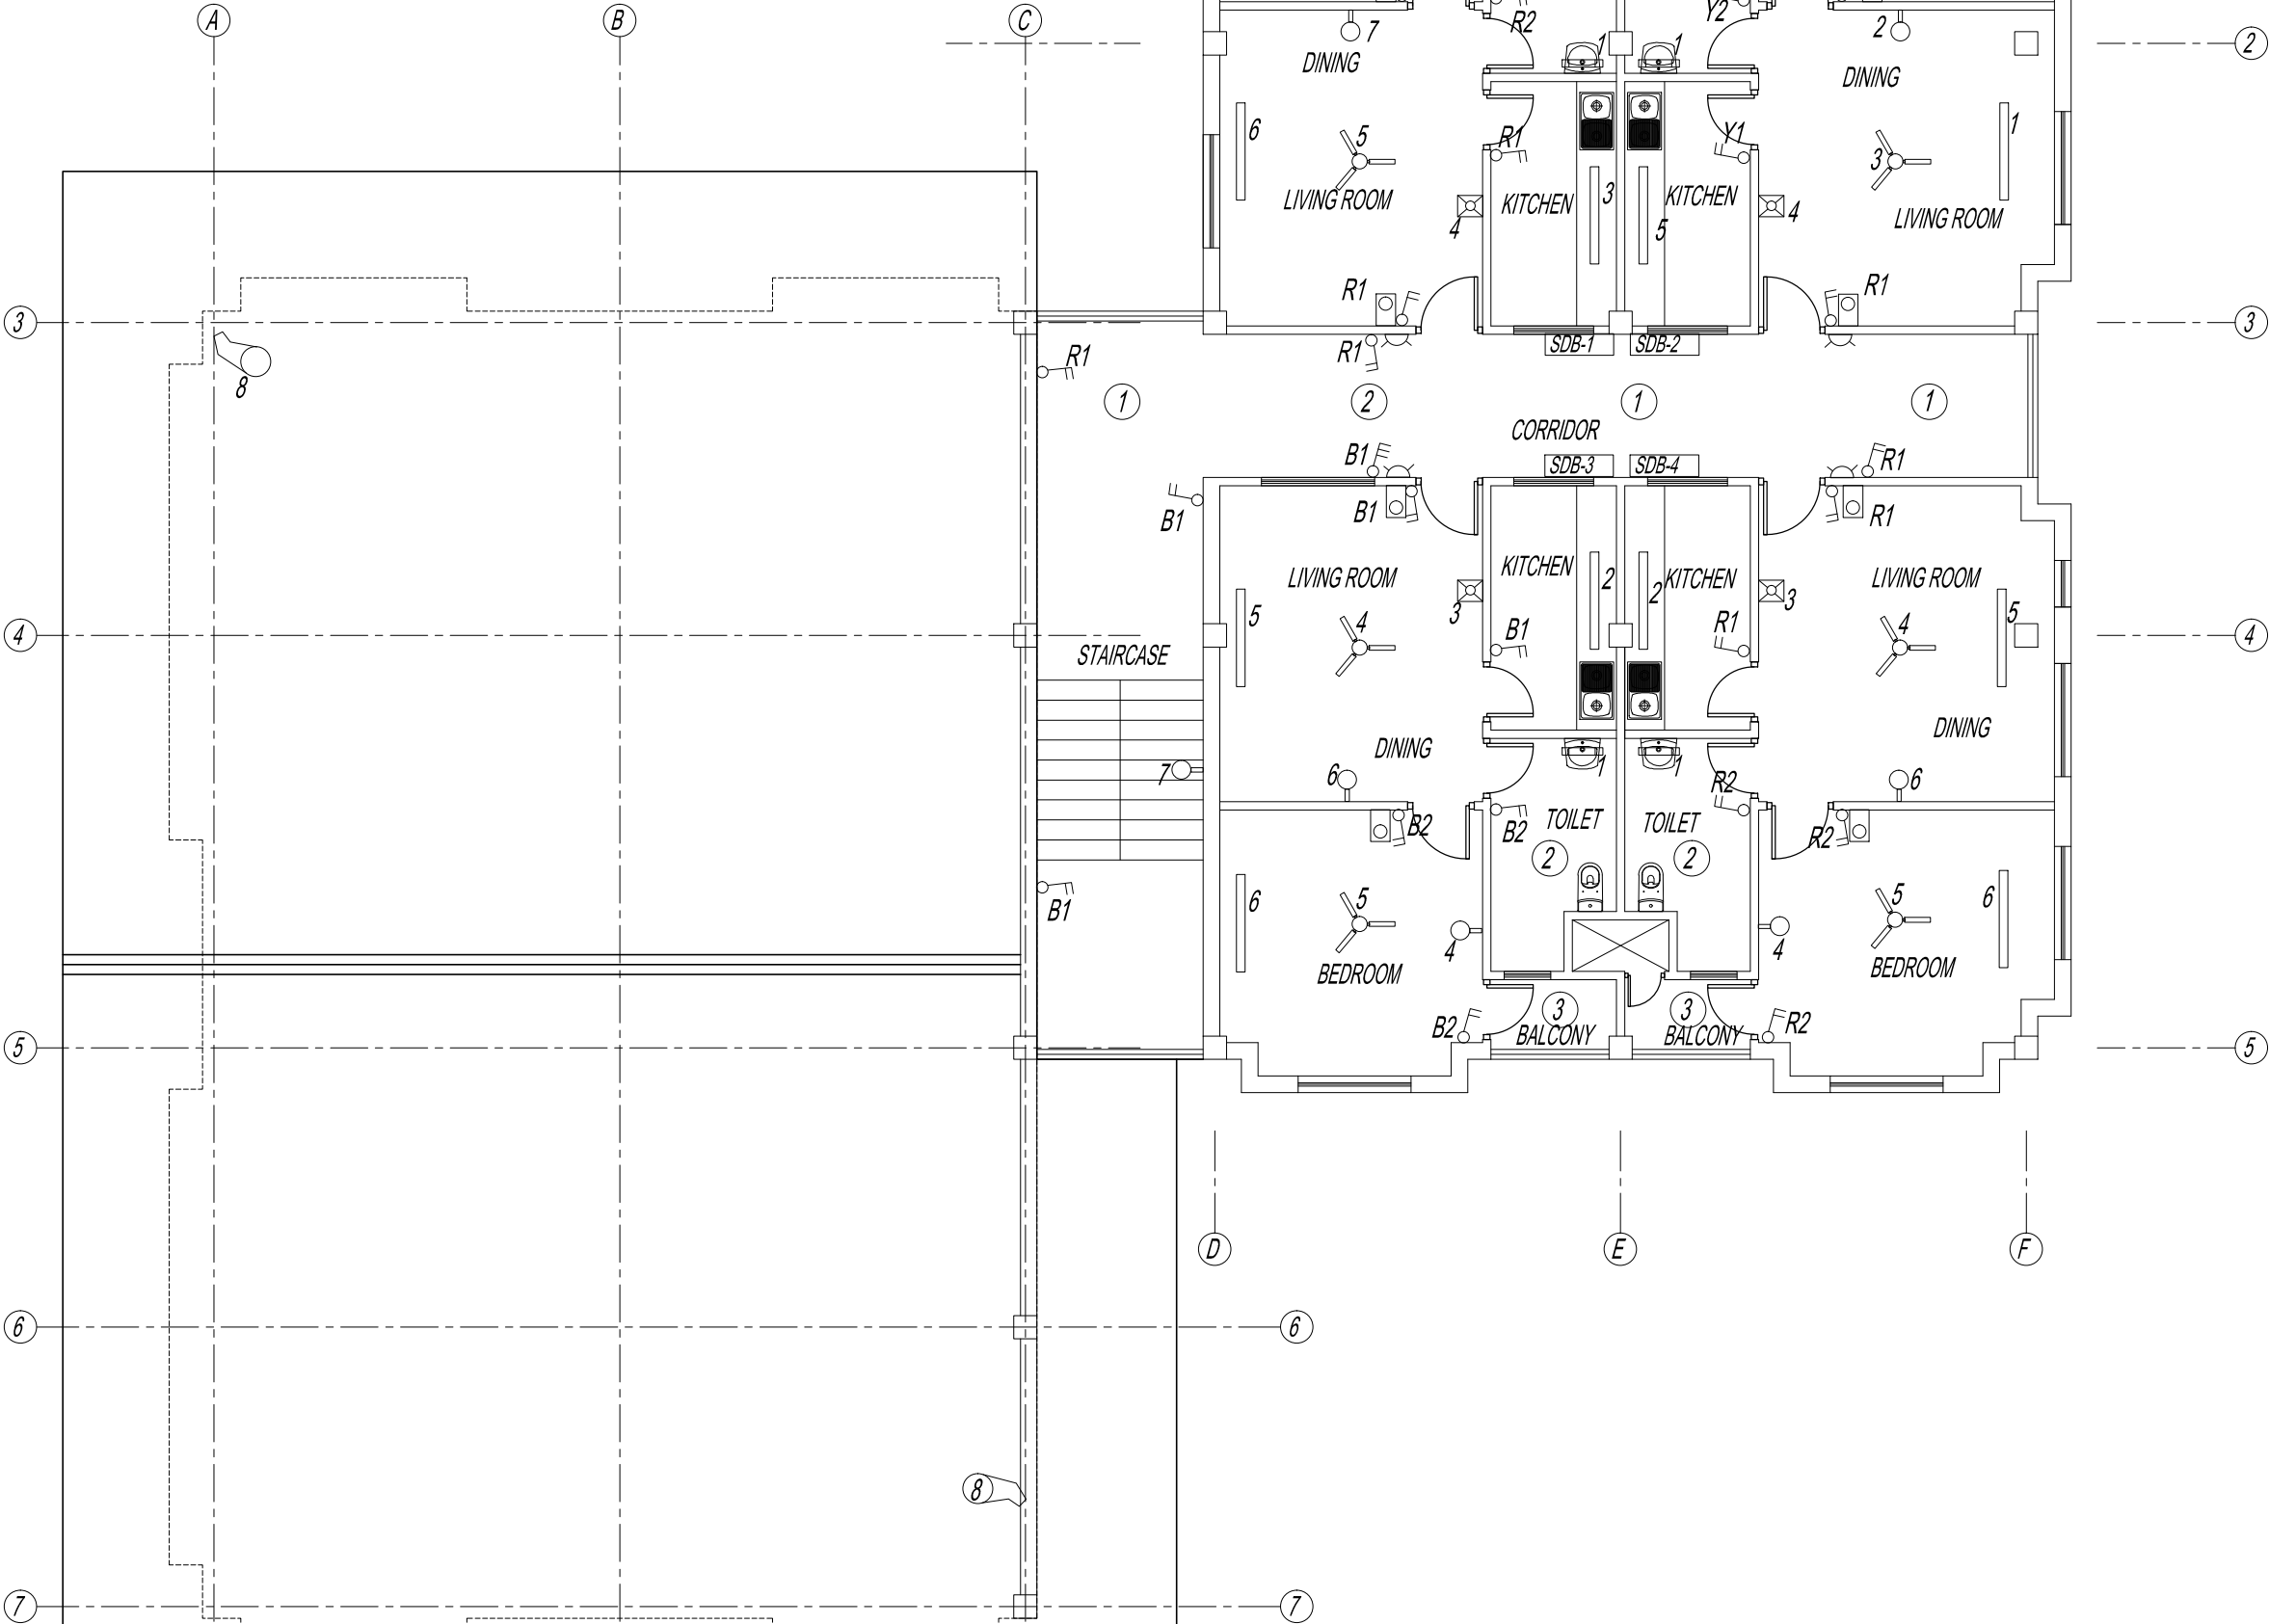 A
B
C
R2
Y2
7
2
2
DINING
1
1
DINING
6
5
R1
Y1
3
1
LIVING ROOM
KITCHEN
3
KITCHEN
LIVING ROOM
4
5
4
R1
R1
3
3
8
R1
R1
SDB-1
SDB-2
1
2
1
1
CORRIDOR
B1
SDB-3
SDB-4
R1
B1
B1
R1
LIVING ROOM
KITCHEN
KITCHEN
LIVING ROOM
5
3
2
2
3
5
4
B1
R1
4
4
4
STAIRCASE
DINING
DINING
7
6
1
1
R2
6
B2
B2
TOILET
TOILET
R2
2
2
6
5
5
6
B1
4
4
BEDROOM
BEDROOM
5
B2
3
3
R2
5
BALCONY
BALCONY
D
E
F
6
6
8
7
7